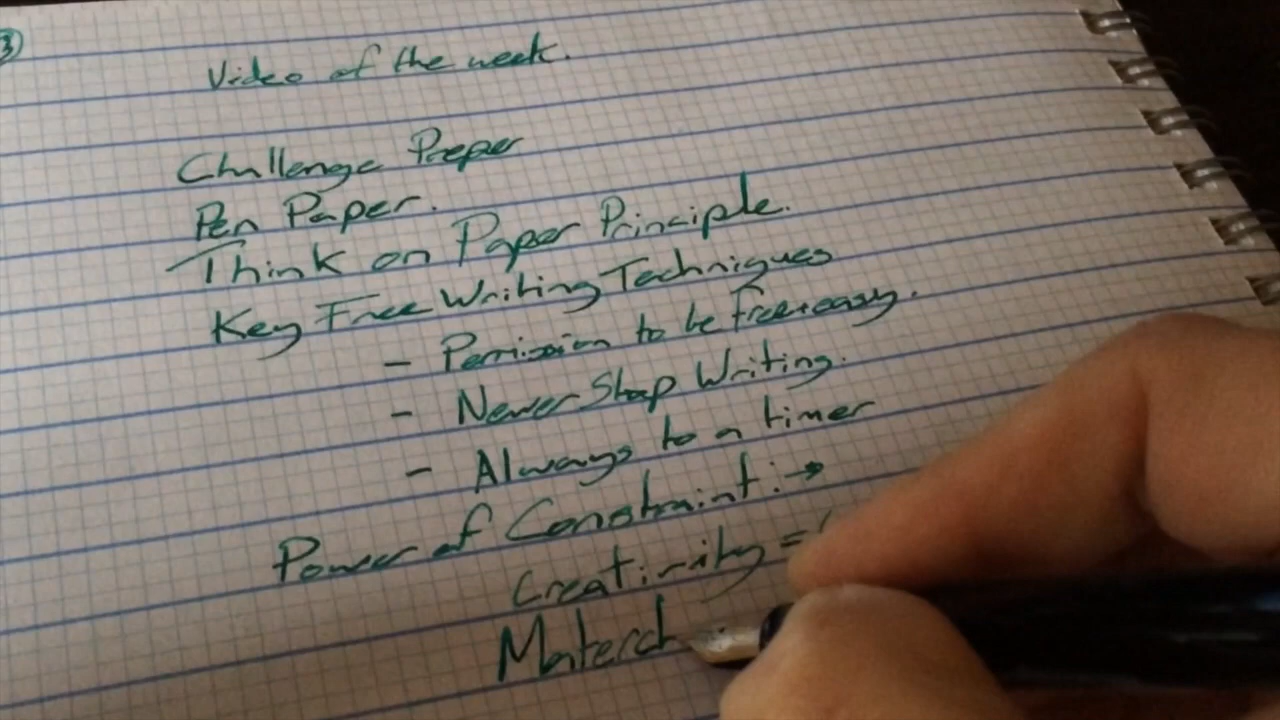 3
Video of the week.
Challenge Preper
Pen Paper.
Think on Paper Principle.
Key Free Writing Techniques
- Permission to be free+easy.
- Never Stop Writing.
- Always to a timer
Power of Constraint: →
Creativity =